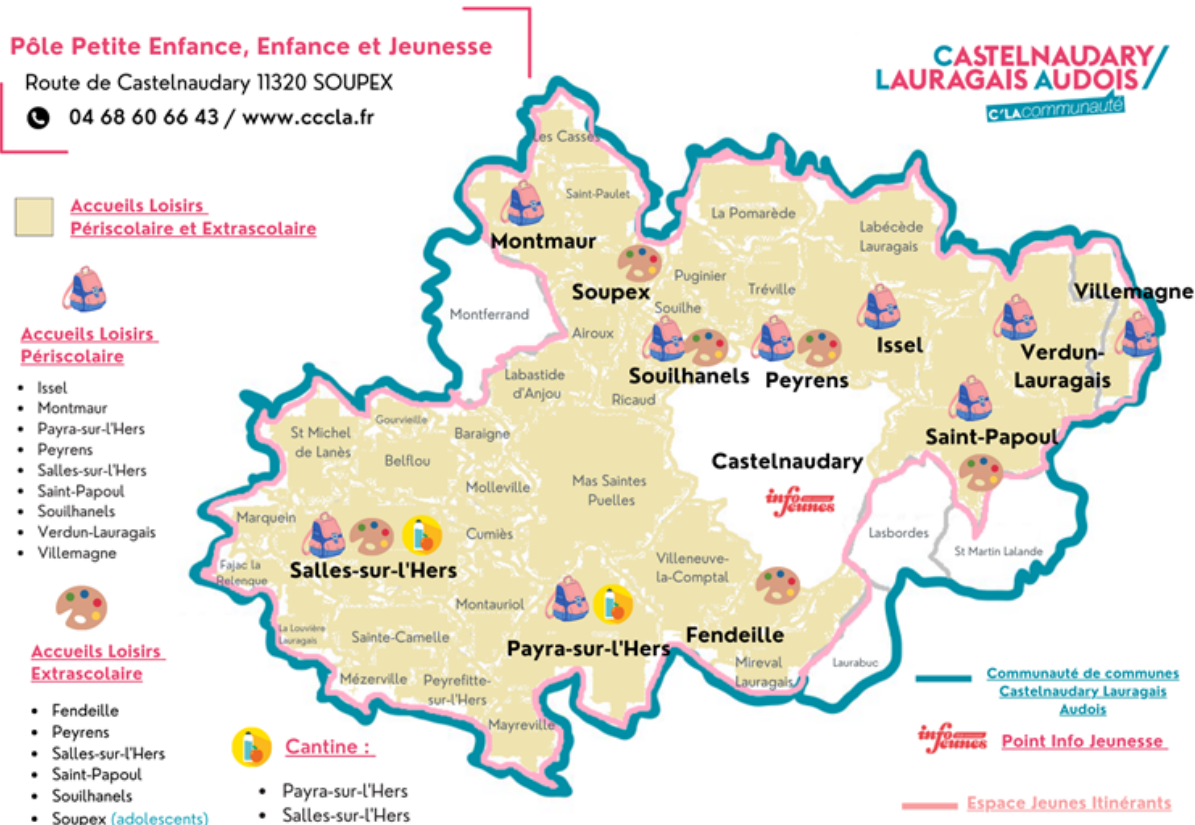 Pôle Petite Enfance, Enfance et Jeunesse
Route de Castelnaudary 11320 SOUPEX
04 68 60 66 43 / www.cccla.fr
CASTELNAUDARY
LAURAGAIS AUDOIS
C'LA communauté
Accueils Loisirs
Périscolaire et Extrascolaire
Accueils Loisirs
Périscolaire
• Issel
• Montmaur
• Payra-sur-l'Hers
• Peyrens
• Salles-sur-l'Hers
• Saint-Papoul
• Souilhanels
• Verdun-Lauragais
• Villemagne
Accueils Loisirs
Extrascolaire
• Fendeille
• Peyrens
• Salles-sur-l'Hers
• Saint-Papoul
• Souilhanels
• Soupex (adolescents)
Cantine :
• Payra-sur-l'Hers
• Salles-sur-l'Hers
Les Cassés
Saint-Paulet
Montmaur
La Pomarède
Labécède
Lauragais
Soupex
Puginier
Tréville
Villemagne
Montferrand
Souilhe
Airoux
Issel
Verdun-
Lauragais
Souilhanels
Peyrens
Labastide
d'Anjou
Ricaud
Saint-Papoul
Gourvieille
St Michel
de Lanès
Baraigne
Belflou
Castelnaudary
info
jeunes
Molleville
Mas Saintes
Puelles
Marquein
Cumiès
Lasbordes
St Martin Lalande
Salles-sur-l'Hers
Fajac la
Relenque
Villeneuve-
la-Comptal
Montauriol
La Louvière
Lauragais
Sainte-Camelle
Payra-sur-l'Hers
Fendeille
Mézerville
Peyrefitte-
sur-l'Hers
Mireval
Lauragais
Laurabuc
Mayreville
Communauté de communes
Castelnaudary Lauragais
Audois
info
jeunes
Point Info Jeunesse
Espace Jeunes Itinérants